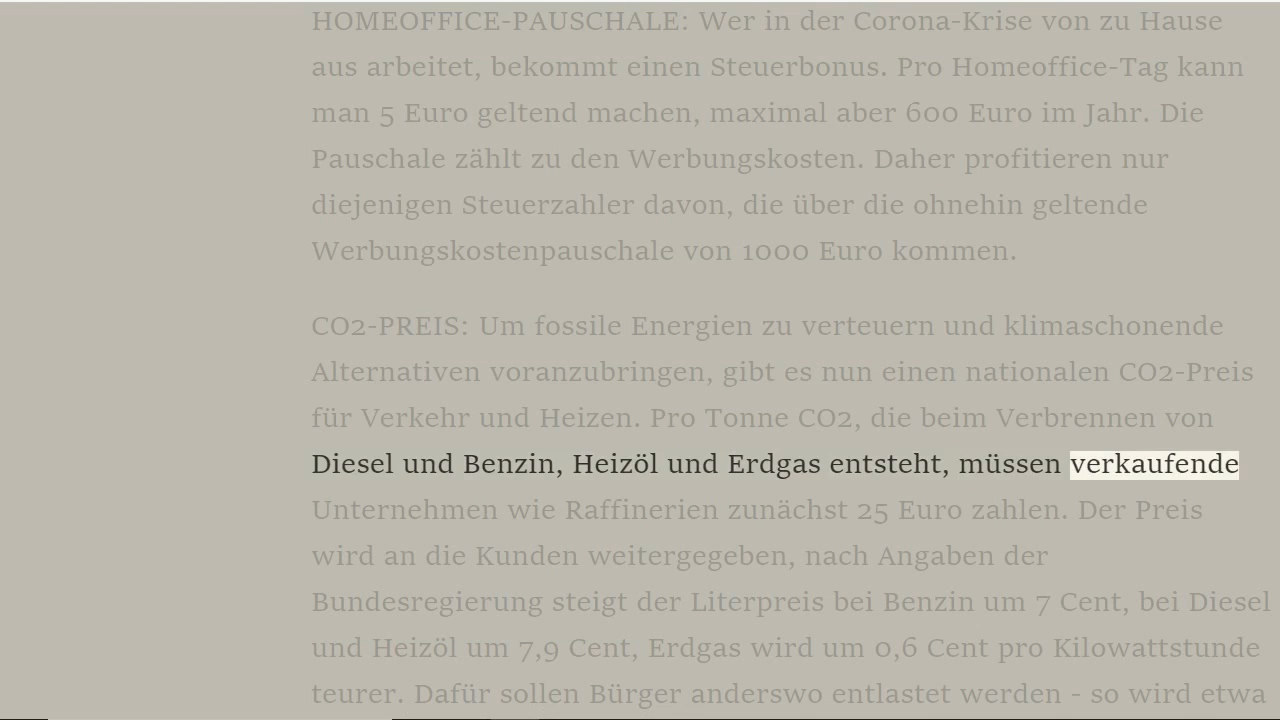 HOMEOFFICE-PAUSCHALE: Wer in der Corona-Krise von zu Hause
aus arbeitet, bekommt einen Steuerbonus. Pro Homeoffice-Tag kann
man 5 Euro geltend machen, maximal aber 600 Euro im Jahr. Die
Pauschale zählt zu den Werbungskosten. Daher profitieren nur
diejenigen Steuerzahler davon, die über die ohnehin geltende
Werbungskostenpauschale von 1000 Euro kommen.
CO2-PREIS: Um fossile Energien zu verteuern und klimaschonende
Alternativen voranzubringen, gibt es nun einen nationalen CO2-Preis
für Verkehr und Heizen. Pro Tonne CO2, die beim Verbrennen von
Diesel und Benzin, Heizöl und Erdgas entsteht, müssen verkaufende
Unternehmen wie Raffinerien zunächst 25 Euro zahlen. Der Preis
wird an die Kunden weitergegeben, nach Angaben der
Bundesregierung steigt der Literpreis bei Benzin um 7 Cent, bei Diesel
und Heizöl um 7,9 Cent, Erdgas wird um 0,6 Cent pro Kilowattstunde
teurer. Dafür sollen Bürger anderswo entlastet werden - so wird etwa